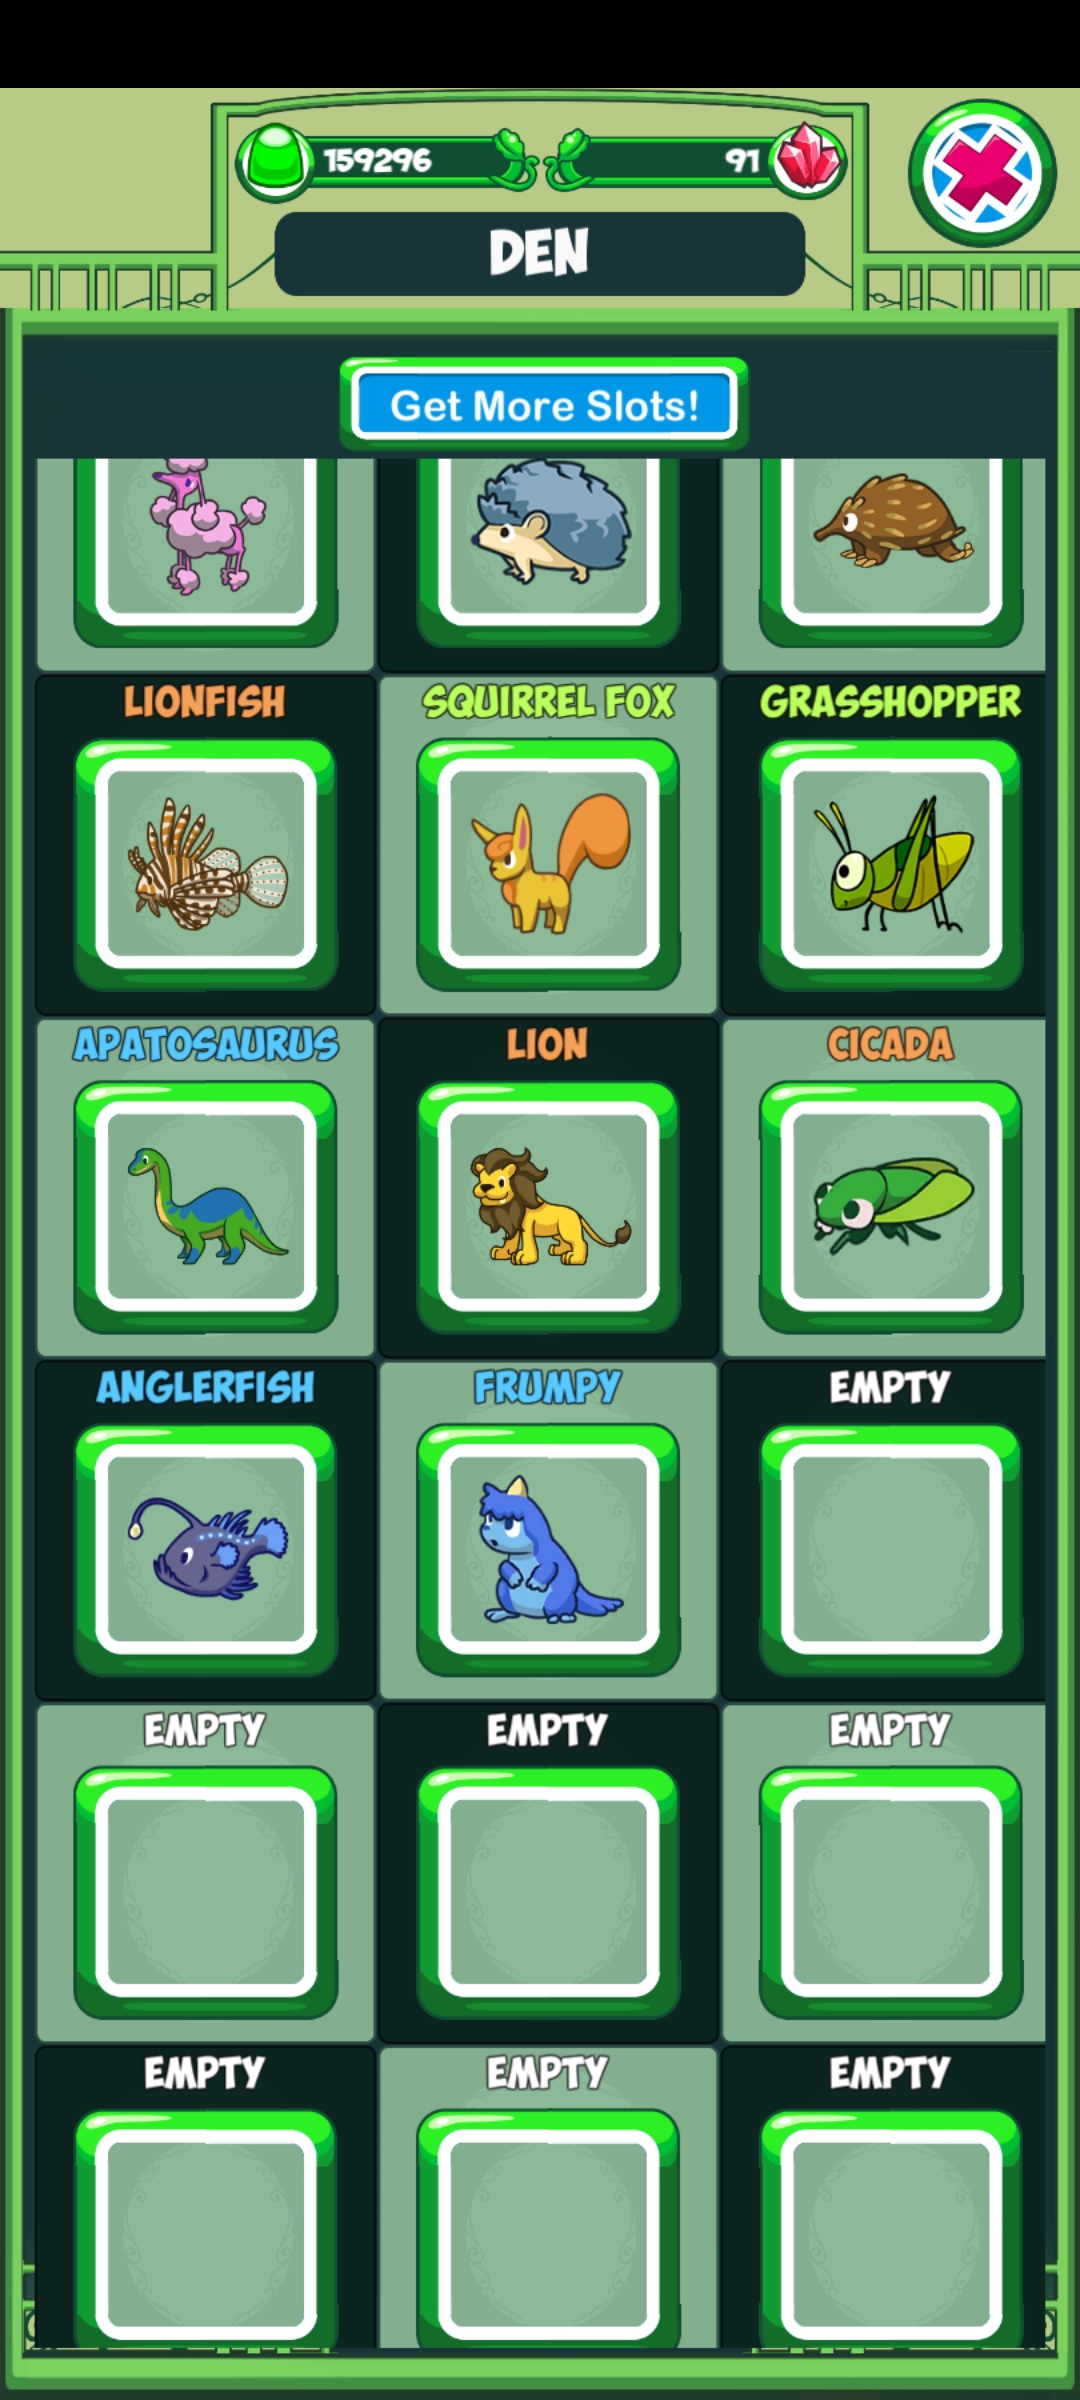 159296
91
DEN
Get More Slots!
LIONFISH
SQUIRREL FOX
GRASSHOPPER
APATOSAURUS
LION
CICADA
ANGLERFISH
FRUMPY
EMPTY
EMPTY
EMPTY
EMPTY
EMPTY
EMPTY
EMPTY